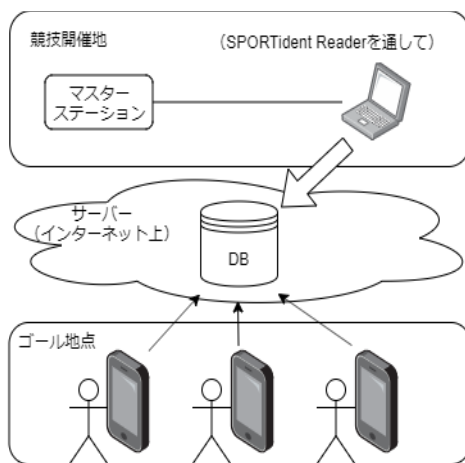 競技開催地
(SPORTident Readerを通して)
マスター
ステーション
サーバー
(インターネット上)
DB
ゴール地点